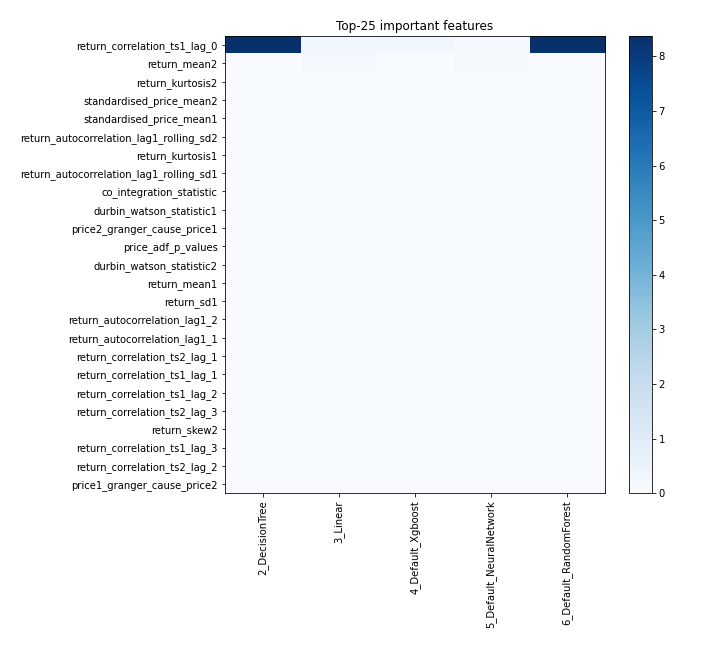 Top-25 important features
return_correlation_ts1_lag_0
return_mean2
return_kurtosis2
standardised_price_mean2
standardised_price_mean1
return_autocorrelation_lag1_rolling_sd2
return_kurtosis1
return_autocorrelation_lag1_rolling_sd1
co_integration_statistic
durbin_watson_statistic1
price2_granger_cause_price1
price_adf_p_values
durbin_watson_statistic2
return_mean1
return_sd1
return_autocorrelation_lag1_2
return_autocorrelation_lag1_1
return_correlation_ts2_lag_1
return_correlation_ts1_lag_1
return_correlation_ts1_lag_2
return_correlation_ts2_lag_3
return_skew2
return_correlation_ts1_lag_3
return_correlation_ts2_lag_2
price1_granger_cause_price2
2_DecisionTree
3_Linear
4_Default_Xgboost
5_Default_NeuralNetwork
6_Default_RandomForest
8
7
6
5
4
3
2
1
0